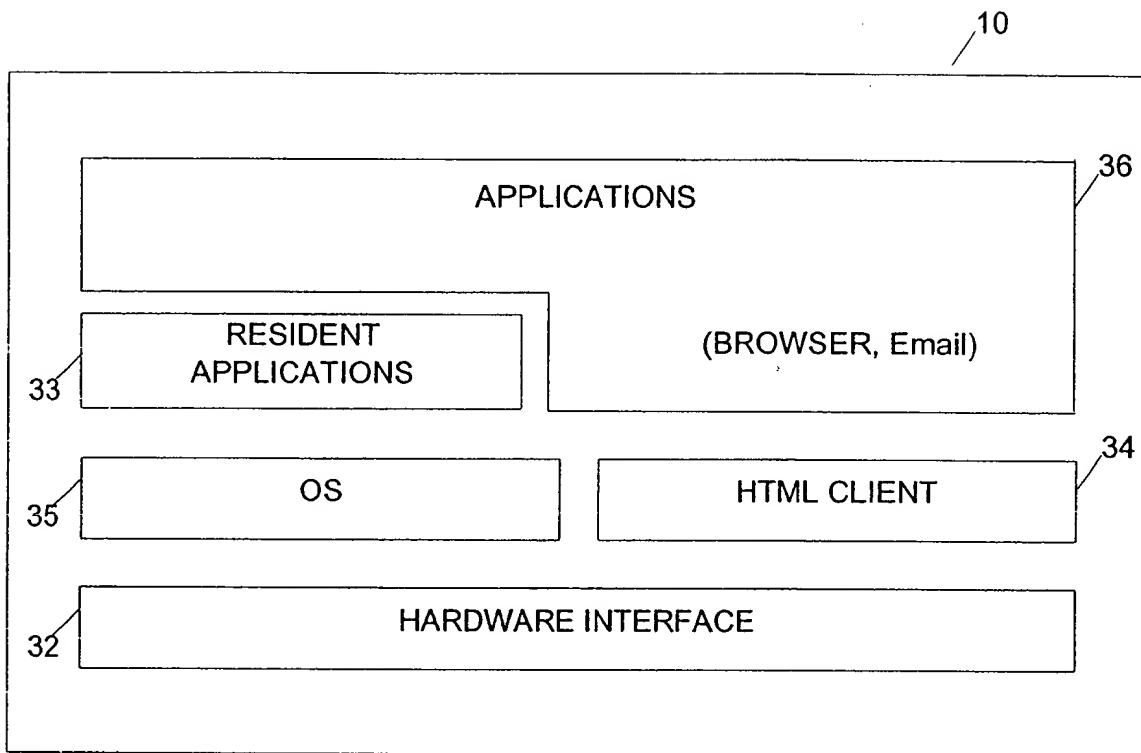 10
APPLICATIONS
36
RESIDENT
APPLICATIONS
(BROWSER, Email)
33
OS
HTML CLIENT
34
35
HARDWARE INTERFACE
32